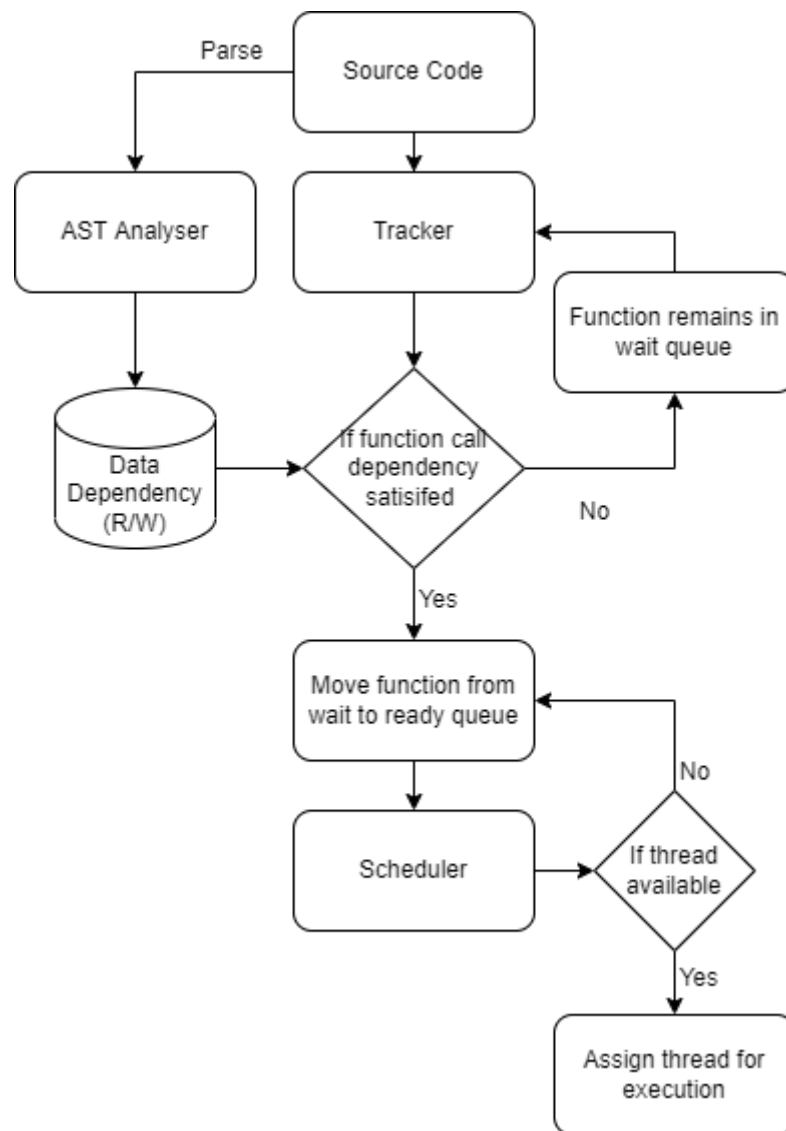 Parse
Source Code
AST Analyser
Tracker
Function remains in
wait queue
Data
Dependency
(R/W)
If function call
dependency
satisifed
No
Yes
Move function from
wait to ready queue
No
Scheduler
If thread
available
Yes
Assign thread for
execution